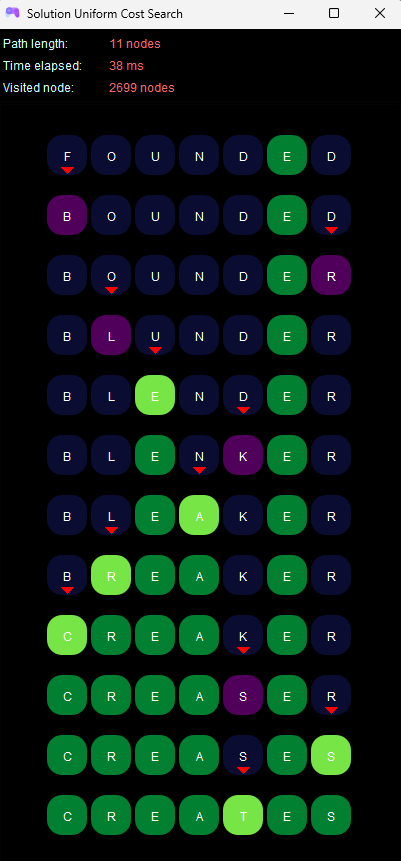 Solution Uniform Cost Search
Path length: 11 nodes
Time elapsed: 38 ms
Visited node: 2699 nodes
F O U N D E D
B O U N D E D
B O U N D E R
B L U N D E R
B L E N D E R
B L E N K E R
B L E A K E R
B R E A K E R
C R E A K E R
C R E A S E R
C R E A S E S
C R E A T E S